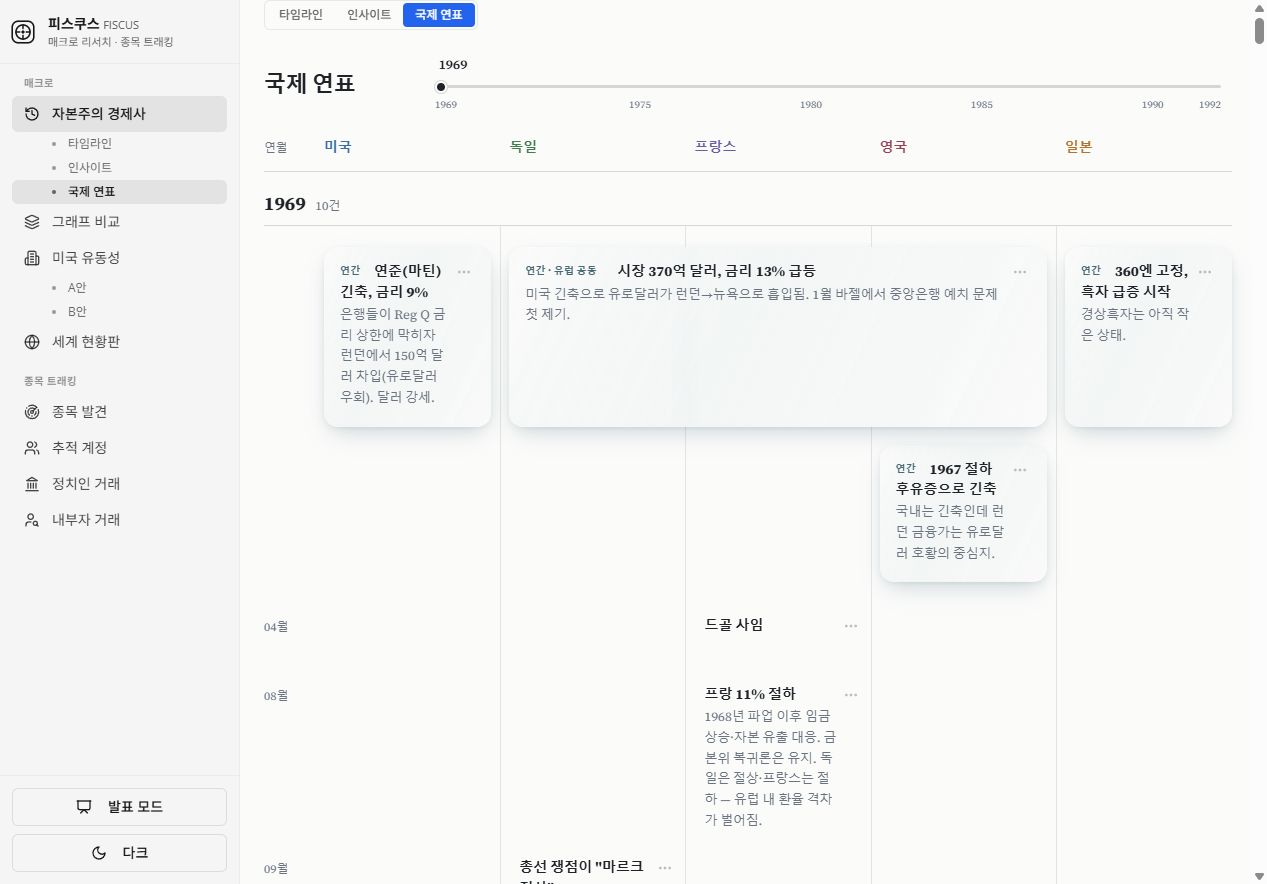 피스쿠스 FISCUS
매크로 리서치 · 종목 트래킹
매크로
자본주의 경제사
타임라인
인사이트
국제 연표
그래프 비교
미국 유동성
A안
B안
세계 현황판
종목 트래킹
종목 발견
추적 계정
정치인 거래
내부자 거래
발표 모드
다크
타임라인 인사이트 국제 연표
국제 연표
1969
1969 1975 1980 1985 1990 1992
연월 미국 독일 프랑스 영국 일본
1969 10건
연간 연준(마틴)
긴축, 금리 9%
은행들이 Reg Q 금
리 상한에 막히자
런던에서 150억 달
러 차입(유로달러
우회). 달러 강세.
연간 · 유럽 공통 시장 370억 달러, 금리 13% 급등
미국 긴축으로 유로달러가 런던→뉴욕으로 흡입됨. 1월 바젤에서 중앙은행 예치 문제
첫 제기.
연간 360엔 고정,
흑자 급증 시작
경상흑자는 아직 작
은 상태.
연간 1967 절하
후유증으로 긴축
국내는 긴축인데 런
던 금융가는 유로달
러 호황의 중심지.
04월 드골 사임
08월 프랑 11% 절하
1968년 파업 이후 임금
상승·자본 유출 대응. 금
본위 복귀론은 유지. 독
일은 절상·프랑스는 절
하 — 유럽 내 환율 격차
가 벌어짐.
09월 총선 쟁점이 "마르크